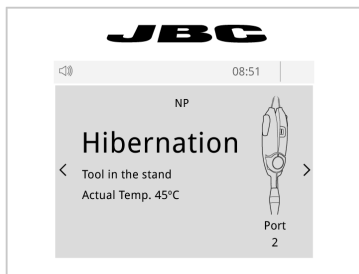 JBC
08:51
NP
Hibernation
Tool in the stand
Actual Temp. 45ºC
Port
2